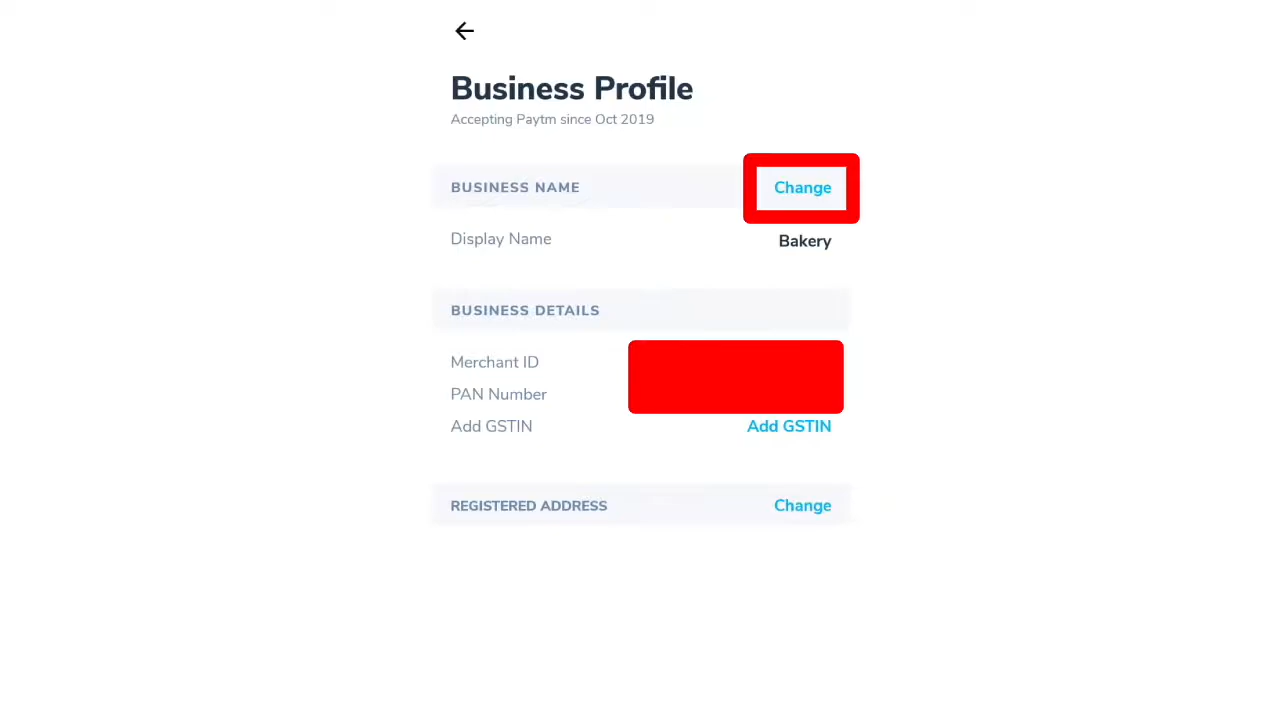 Business Profile
Accepting Paytm since Oct 2019
BUSINESS NAME Change
Display Name Bakery
BUSINESS DETAILS
Merchant ID
PAN Number
Add GSTIN Add GSTIN
REGISTERED ADDRESS Change